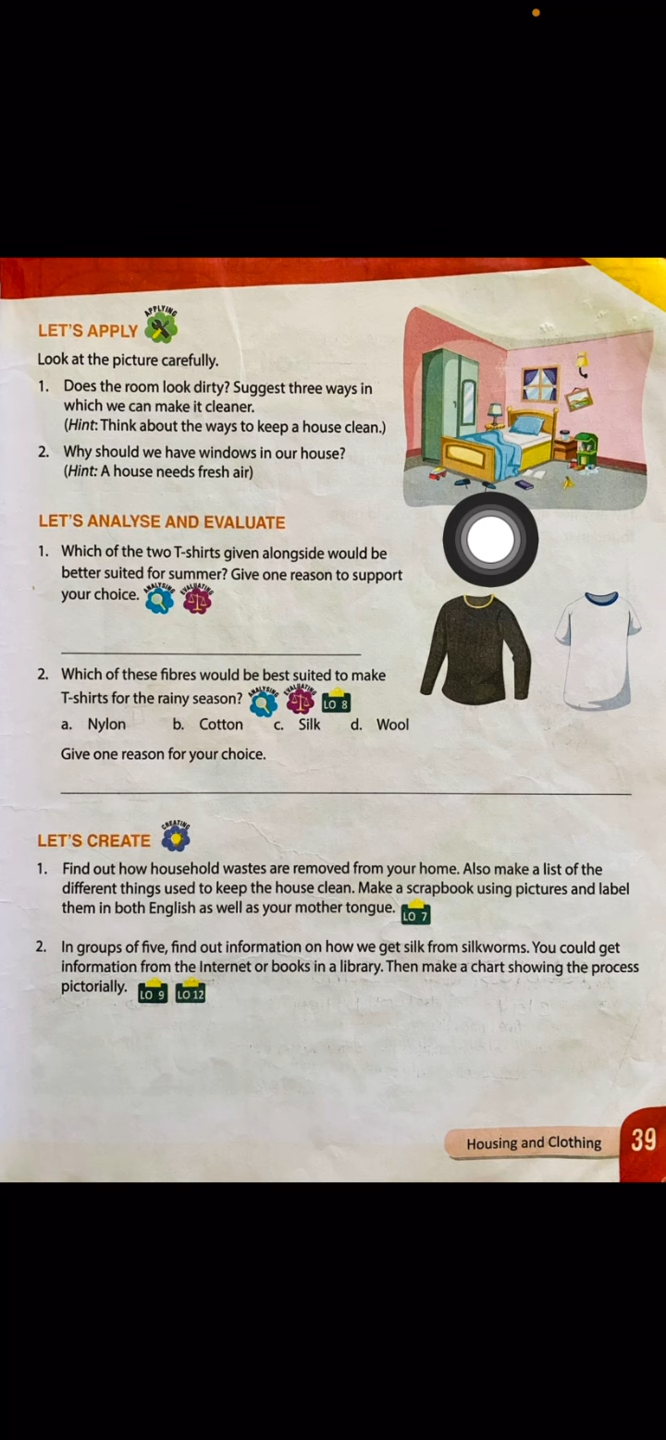 APPLYING
LET'S APPLY
Look at the picture carefully.
1. Does the room look dirty? Suggest three ways in
which we can make it cleaner.
(Hint: Think about the ways to keep a house clean.)
2. Why should we have windows in our house?
(Hint: A house needs fresh air)
LET'S ANALYSE AND EVALUATE
1. Which of the two T-shirts given alongside would be
better suited for summer? Give one reason to support
your choice. ANALYSING EVALUATING
2. Which of these fibres would be best suited to make
T-shirts for the rainy season? ANALYSING EVALUATING LO 8
a. Nylon b. Cotton c. Silk d. Wool
Give one reason for your choice.
CREATING
LET'S CREATE
1. Find out how household wastes are removed from your home. Also make a list of the
different things used to keep the house clean. Make a scrapbook using pictures and label
them in both English as well as your mother tongue. LO 7
2. In groups of five, find out information on how we get silk from silkworms. You could get
information from the Internet or books in a library. Then make a chart showing the process
pictorially. LO 9 LO 12
Housing and Clothing 39